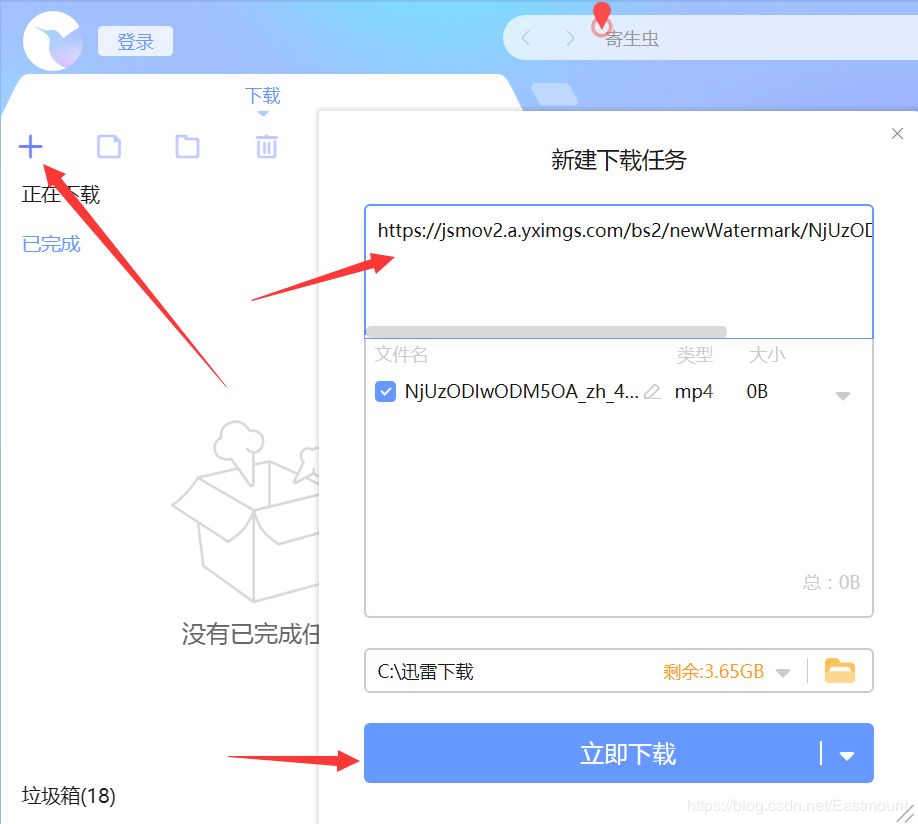 登录
寄生虫
下载
新建下载任务
正在下载
已完成
https://jsmov2.a.yximgs.com/bs2/newWatermark/NjUzOD
文件名 类型 大小
NjUzODIwODM5OA_zh_4... mp4 0B
总：0B
没有已完成任
C:\迅雷下载 剩余:3.65GB
立即下载
垃圾箱(18)
https://blog.csdn.net/Eastmount